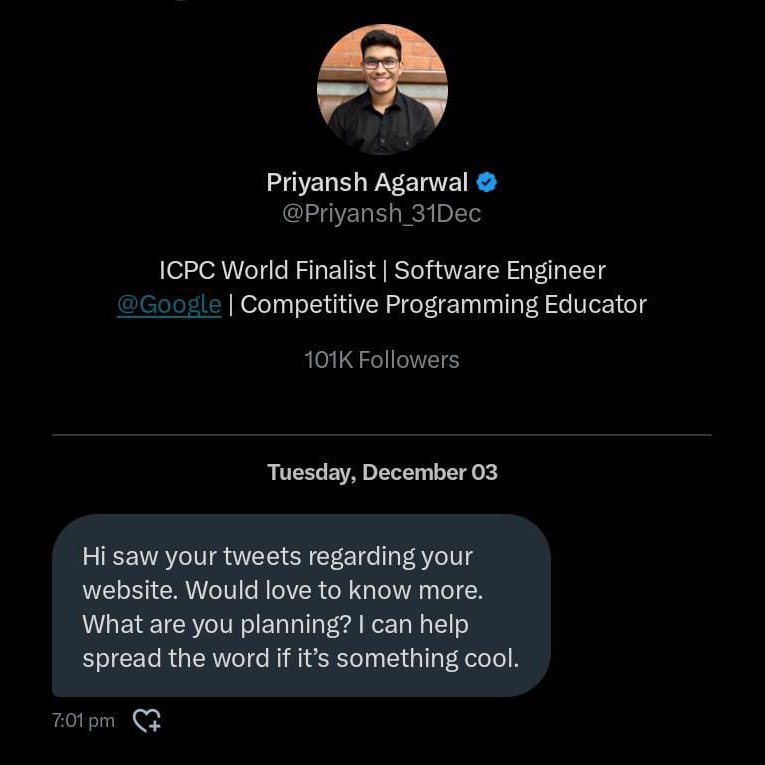 Priyansh Agarwal
@Priyansh_31Dec
ICPC World Finalist | Software Engineer
@Google | Competitive Programming Educator
101K Followers
Tuesday, December 03
Hi saw your tweets regarding your
website. Would love to know more.
What are you planning? I can help
spread the word if it’s something cool.
7:01 pm